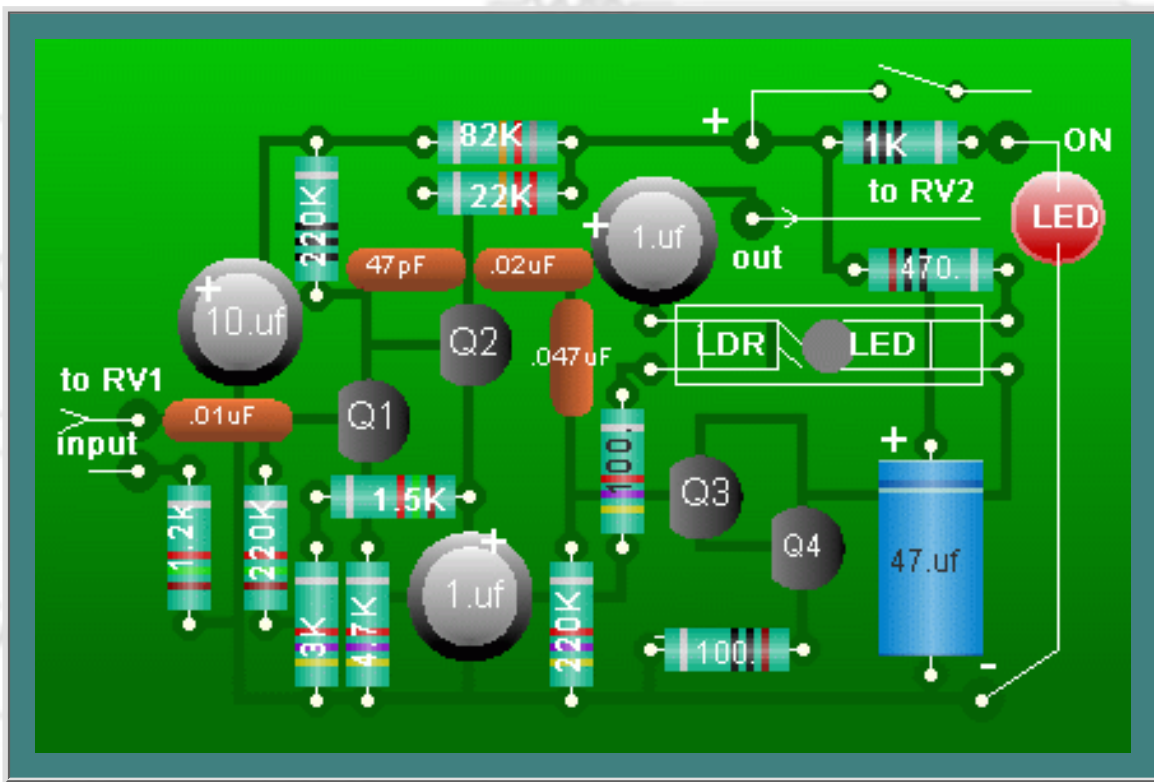 +
82K
1K
ON
22K
to RV2
LED
220K
+
1.uf
out
47pF
.02uF
470.
+
10.uf
Q2
.047uF
LDR
LED
to RV1
.01uF
Q1
input
100.
+
1.5K
Q3
1.2K
220K
+
Q4
47.uf
1.uf
3K
4.7K
220K
100.
-